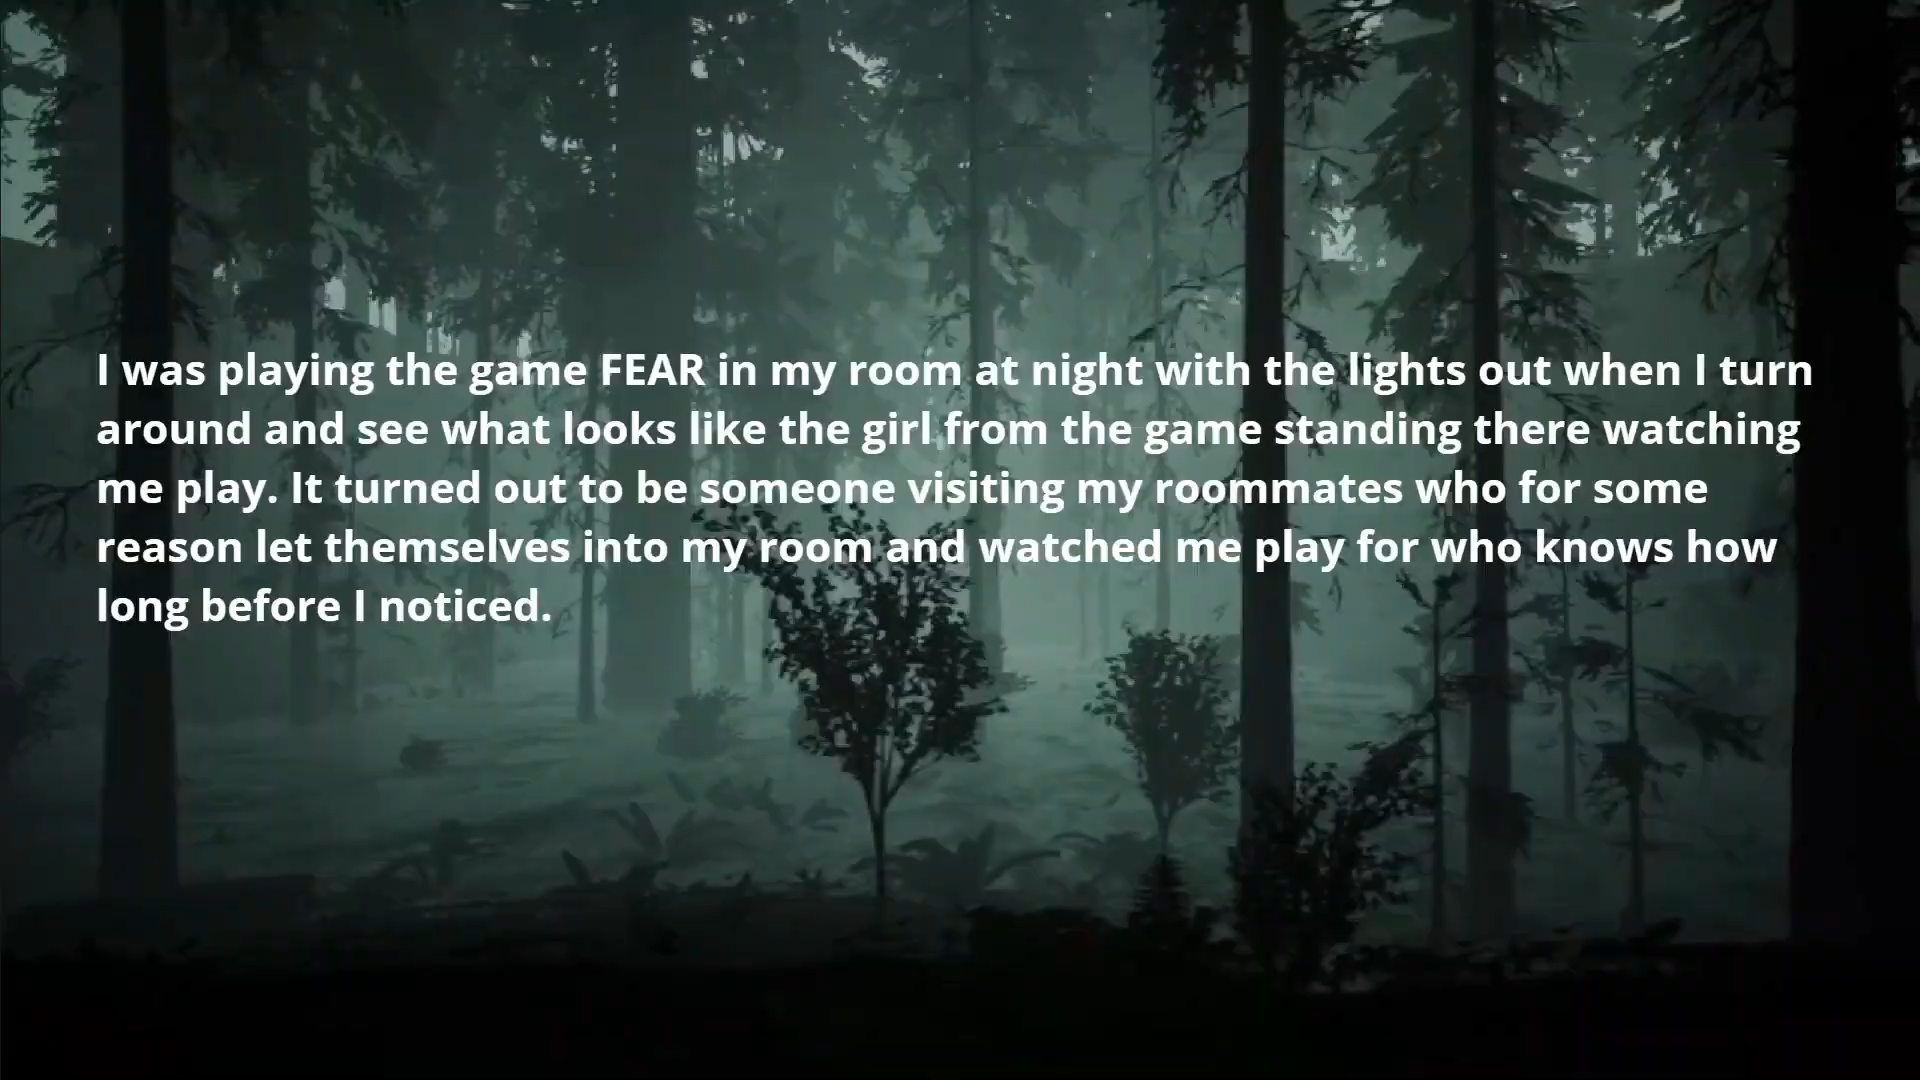 I was playing the game FEAR in my room at night with the lights out when I turn
around and see what looks like the girl from the game standing there watching
me play. It turned out to be someone visiting my roommates who for some
reason let themselves into my room and watched me play for who knows how
long before I noticed.